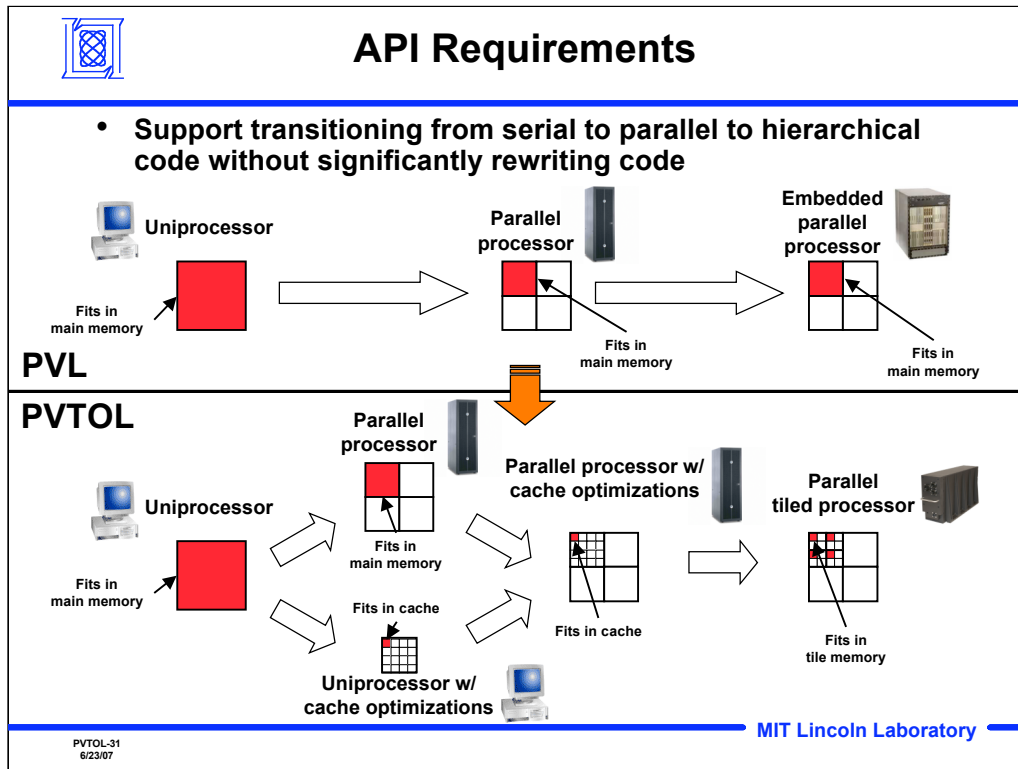 API Requirements
• Support transitioning from serial to parallel to hierarchical
code without significantly rewriting code
Uniprocessor
Fits in
main memory
Parallel
processor
Fits in
main memory
Embedded
parallel
processor
Fits in
main memory
PVL
PVTOL
Uniprocessor
Fits in
main memory
Parallel
processor
Fits in
main memory
Fits in cache
Uniprocessor w/
cache optimizations
Parallel processor w/
cache optimizations
Fits in cache
Parallel
tiled processor
Fits in
tile memory
MIT Lincoln Laboratory
PVTOL-31
6/23/07